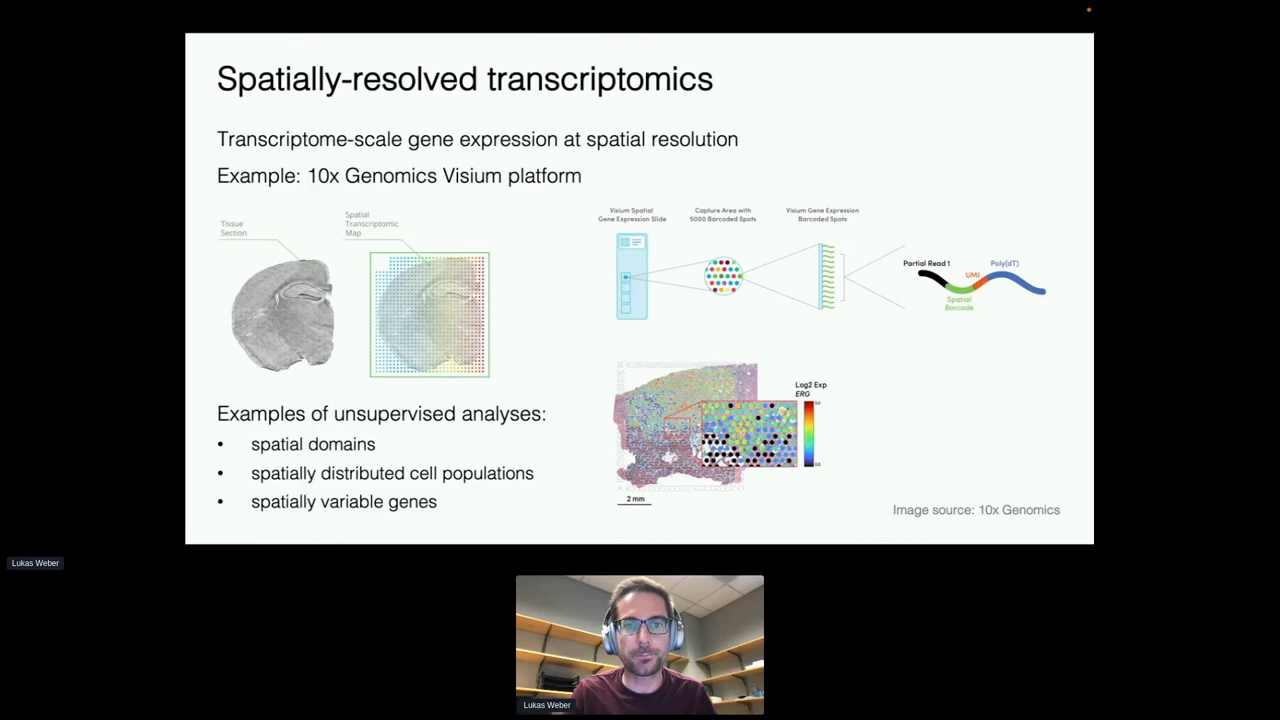 Spatially-resolved transcriptomics
Transcriptome-scale gene expression at spatial resolution
Example: 10x Genomics Visium platform
Tissue
Section
Spatial
Transcriptomic
Map
Visium Spatial
Gene Expression Slide
Capture Area with
5000 Barcoded Spots
Visium Gene Expression
Barcoded Spots
Partial Read 1
UMI
Poly(dT)
Spatial
Barcode
Log2 Exp
ERG
2 mm
Examples of unsupervised analyses:
• spatial domains
• spatially distributed cell populations
• spatially variable genes
Image source: 10x Genomics
Lukas Weber
Lukas Weber